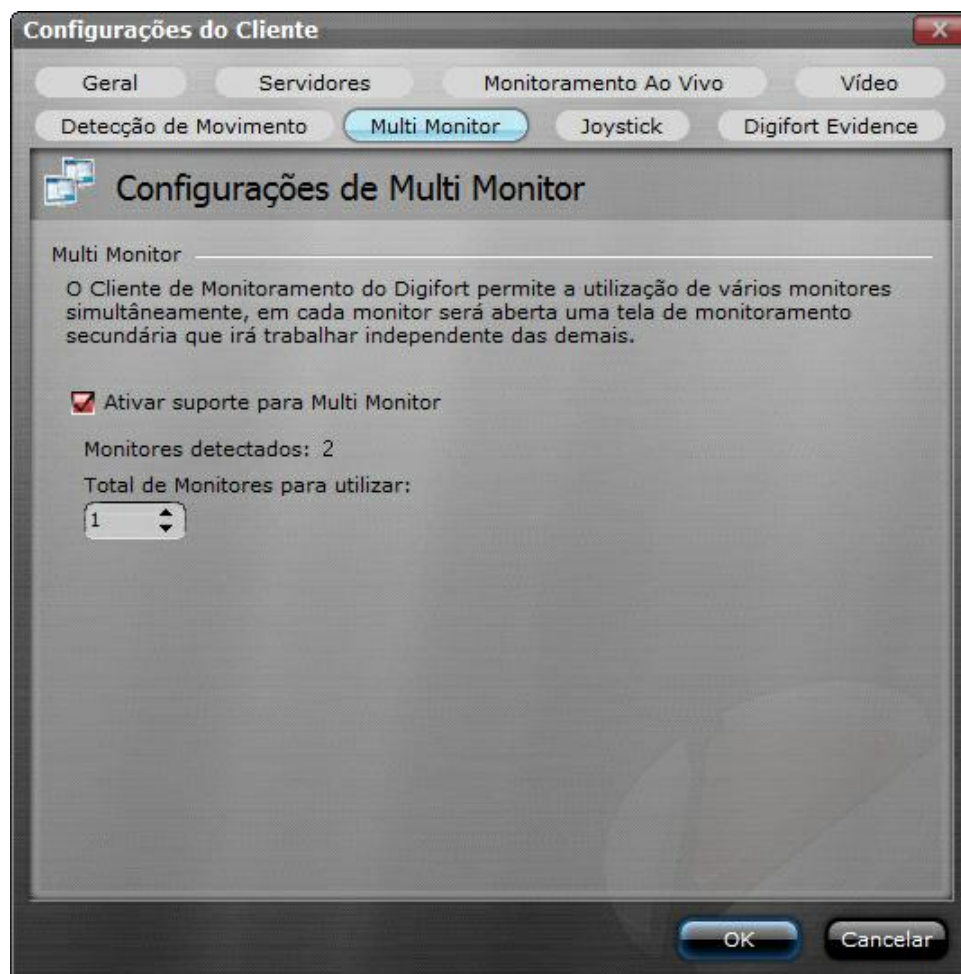 Configurações do Cliente
Geral Servidores Monitoramento Ao Vivo Vídeo
Detecção de Movimento Multi Monitor Joystick Digifort Evidence
Configurações de Multi Monitor
Multi Monitor
O Cliente de Monitoramento do Digifort permite a utilização de vários monitores
simultâneamente, em cada monitor será aberta uma tela de monitoramento
secundária que irá trabalhar independente das demais.
Ativar suporte para Multi Monitor
Monitores detectados: 2
Total de Monitores para utilizar:
1
OK Cancelar